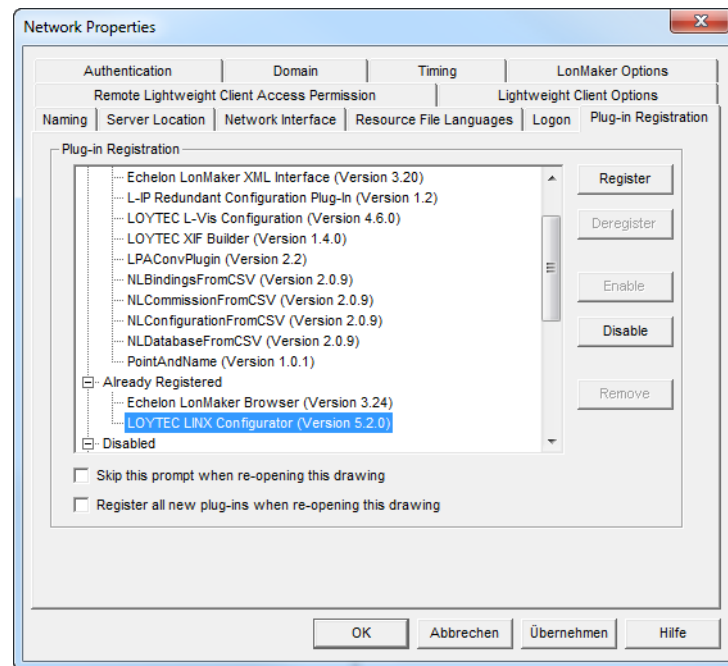 Network Properties
Authentication Domain Timing LonMaker Options
Remote Lightweight Client Access Permission Lightweight Client Options
Naming Server Location Network Interface Resource File Languages Logon Plug-in Registration
Plug-in Registration
Echelon LonMaker XML Interface (Version 3.20)
L-IP Redundant Configuration Plug-In (Version 1.2)
LOYTEC L-Vis Configuration (Version 4.6.0)
LOYTEC XIF Builder (Version 1.4.0)
LPAConvPlugin (Version 2.2)
NLBindingsFromCSV (Version 2.0.9)
NLCommissionFromCSV (Version 2.0.9)
NLConfigurationFromCSV (Version 2.0.9)
NLDatabaseFromCSV (Version 2.0.9)
PointAndName (Version 1.0.1)
Already Registered
Echelon LonMaker Browser (Version 3.24)
LOYTEC LINX Configurator (Version 5.2.0)
Disabled
Register
Deregister
Enable
Disable
Remove
Skip this prompt when re-opening this drawing
Register all new plug-ins when re-opening this drawing
OK Abbrechen Übernehmen Hilfe